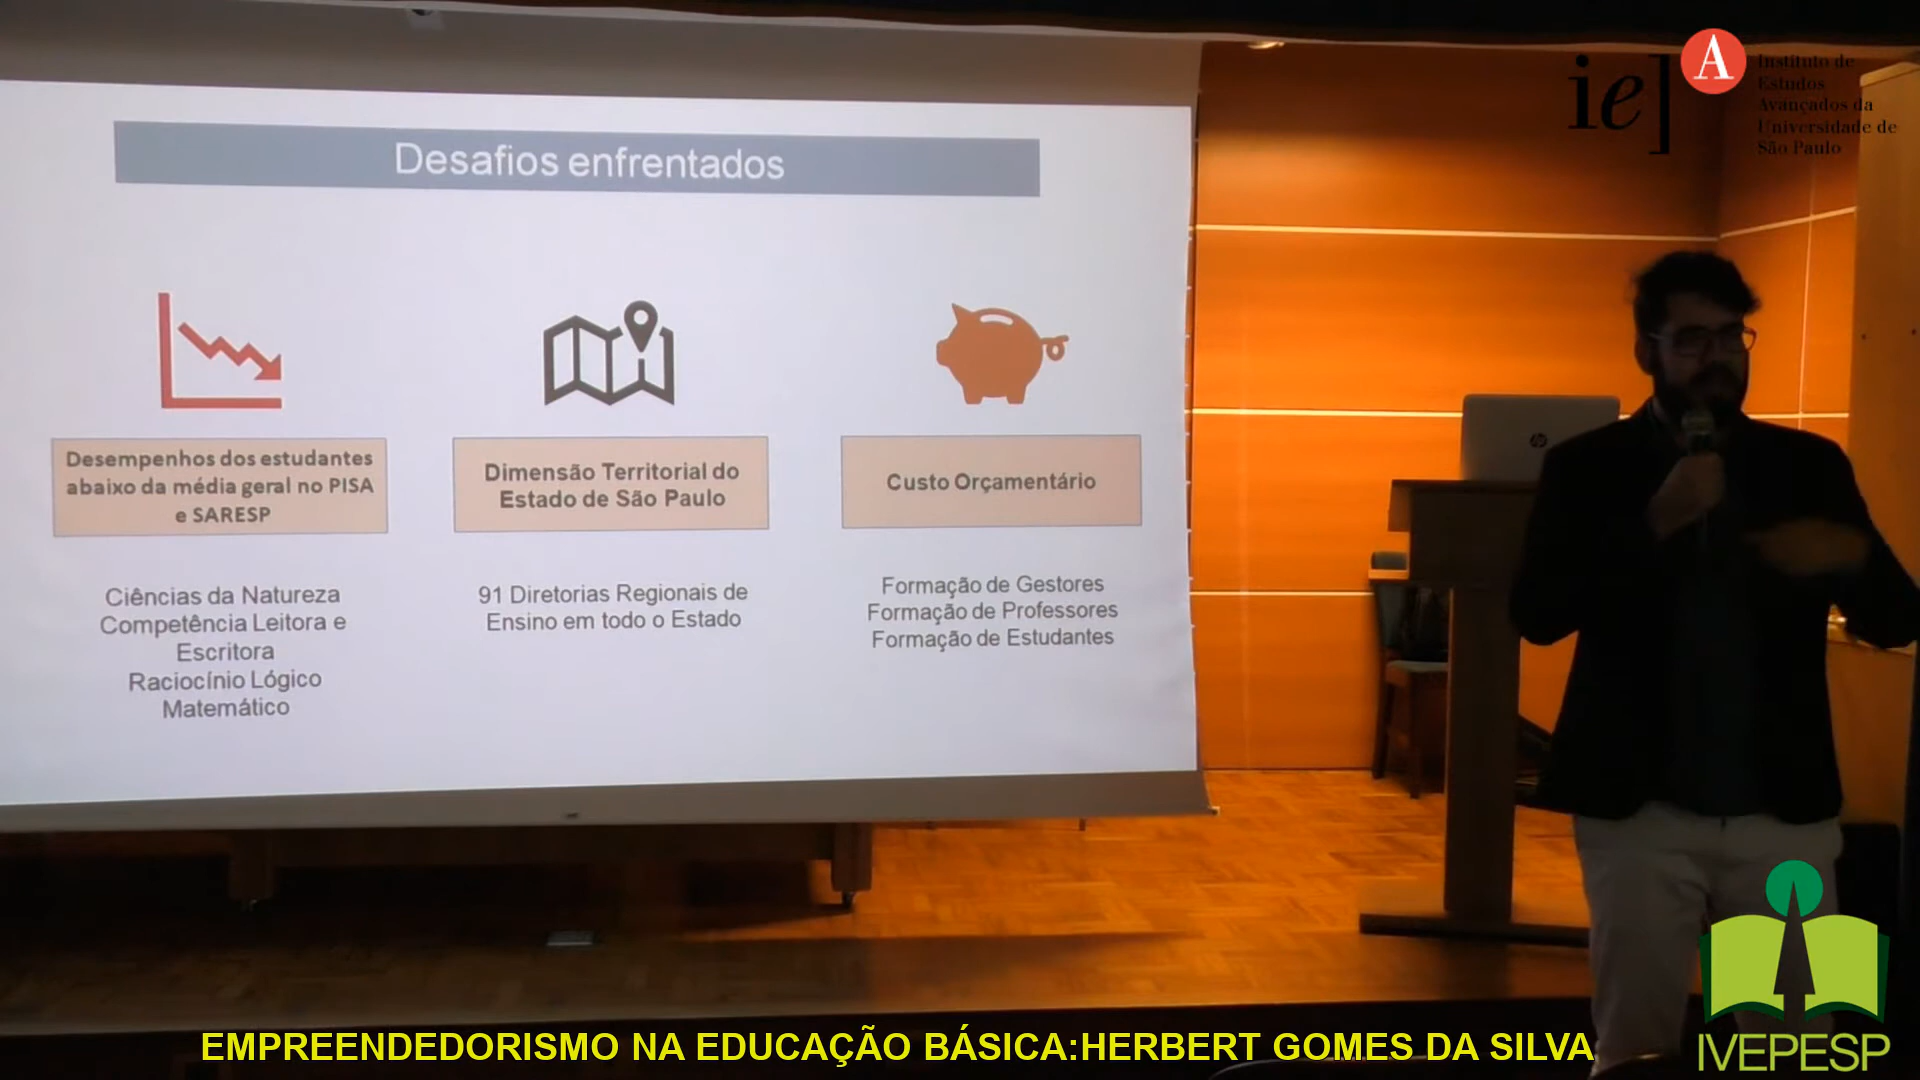 Desafios enfrentados
Desempenhos dos estudantes
abaixo da média geral no PISA
e SARESP
Ciências da Natureza
Competência Leitora e
Escritora
Raciocínio Lógico
Matemático
Dimensão Territorial do
Estado de São Paulo
91 Diretorias Regionais de
Ensino em todo o Estado
Custo Orçamentário
Formação de Gestores
Formação de Professores
Formação de Estudantes
ie]
A
Instituto de
Estudos
Avançados da
Universidade de
São Paulo
hp
EMPREENDEDORISMO NA EDUCAÇÃO BÁSICA:HERBERT GOMES DA SILVA
IVEPESP